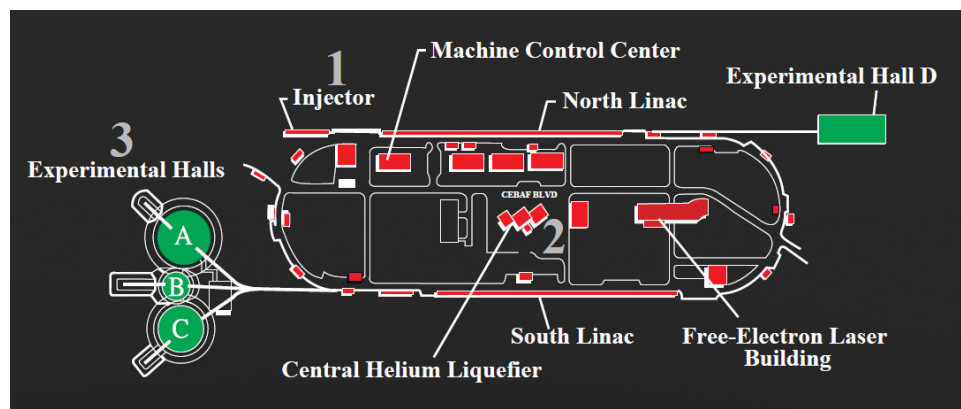 1
Machine Control Center
Injector
North Linac
Experimental Hall D
3
Experimental Halls
CEBAF BLVD
2
A
B
C
South Linac
Free-Electron Laser
Building
Central Helium Liquefier